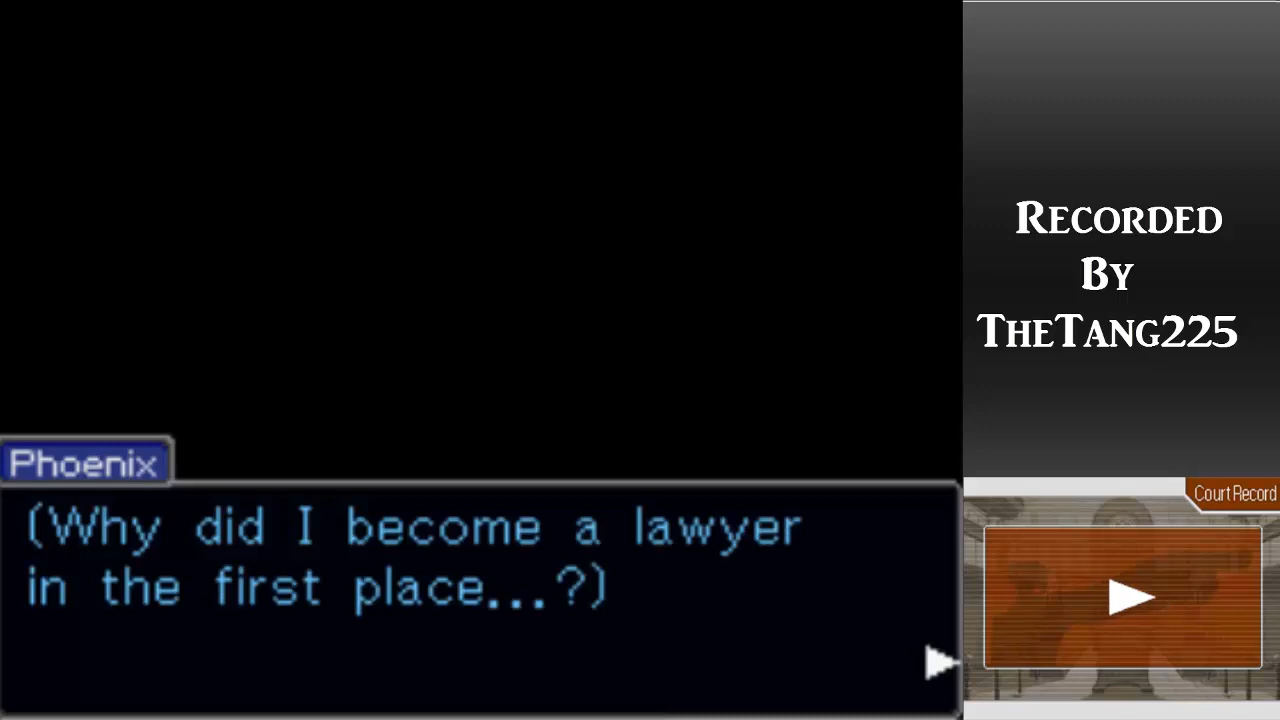 Recorded
By
TheTang225
Phoenix
(Why did I become a lawyer
in the first place...?)
Court Record